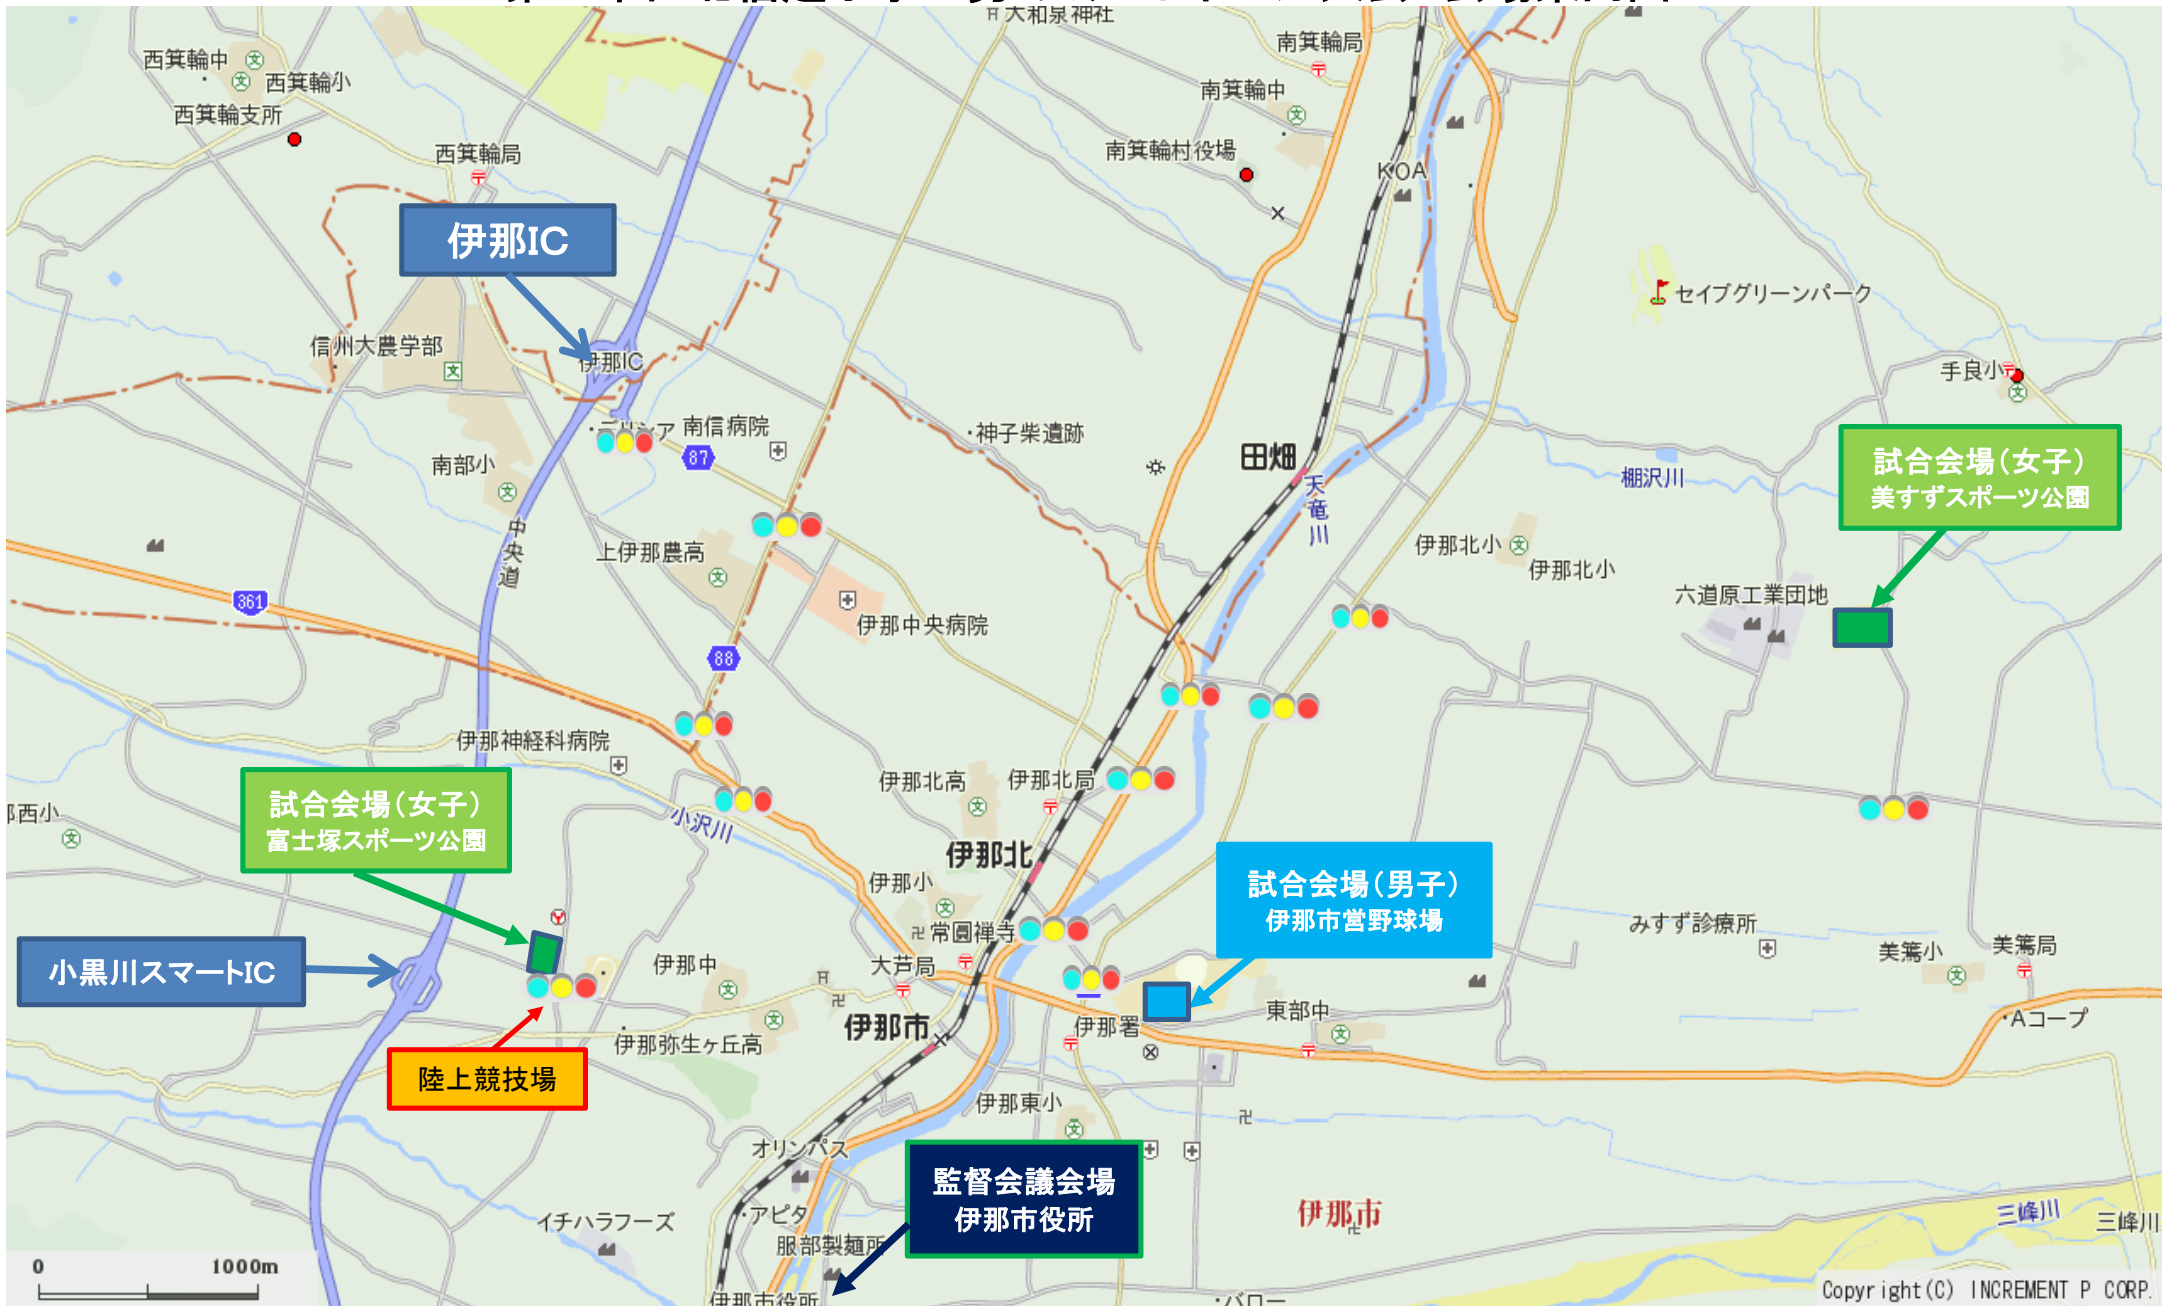 大和泉神社
南箕輪局
西箕輪中
西箕輪小
南箕輪中
西箕輪支所
西箕輪局
南箕輪村役場
KOA
伊那IC
セイブグリーンパーク
信州大農学部
伊那IC
手良小
南信病院
神子柴遺跡
87
田畑
南部小
試合会場（女子）
美すずスポーツ公園
棚沢川
天竜川
中央道
上伊那農高
伊那北小
伊那北小
361
六道原工業団地
伊那中央病院
88
伊那神経科病院
伊那北高
伊那北局
試合会場（女子）
富士塚スポーツ公園
小沢川
西小
伊那北
伊那小
試合会場（男子）
伊那市営野球場
常圓禅寺
みすず診療所
美篶小
美篶局
小黒川スマートIC
伊那中
大芦局
伊那市
伊那署
東部中
Aコープ
伊那弥生ヶ丘高
陸上競技場
伊那東小
オリンパス
監督会議会場
伊那市役所
アピタ
イチハラフーズ
伊那市
三峰川
三峰川
服部製麺所
0
1000m
伊那市役所
バロー
Copyright(C) INCREMENT P CORP.